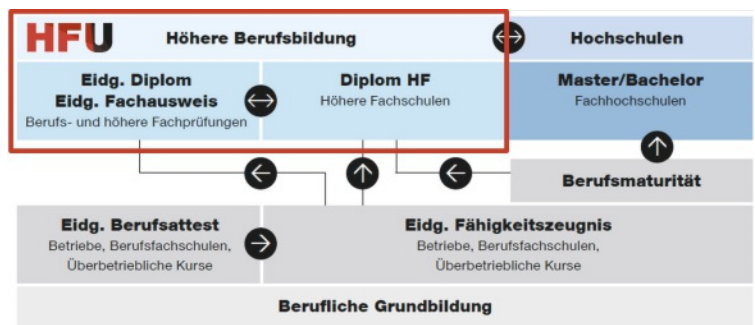 HFU Höhere Berufsbildung
Hochschulen
Eidg. Diplom
Eidg. Fachausweis
Berufs- und höhere Fachprüfungen
Diplom HF
Höhere Fachschulen
Master/Bachelor
Fachhochschulen
Berufsmaturität
Eidg. Berufsattest
Betriebe, Berufsfachschulen,
Überbetriebliche Kurse
Eidg. Fähigkeitszeugnis
Betriebe, Berufsfachschulen,
Überbetriebliche Kurse
Berufliche Grundbildung